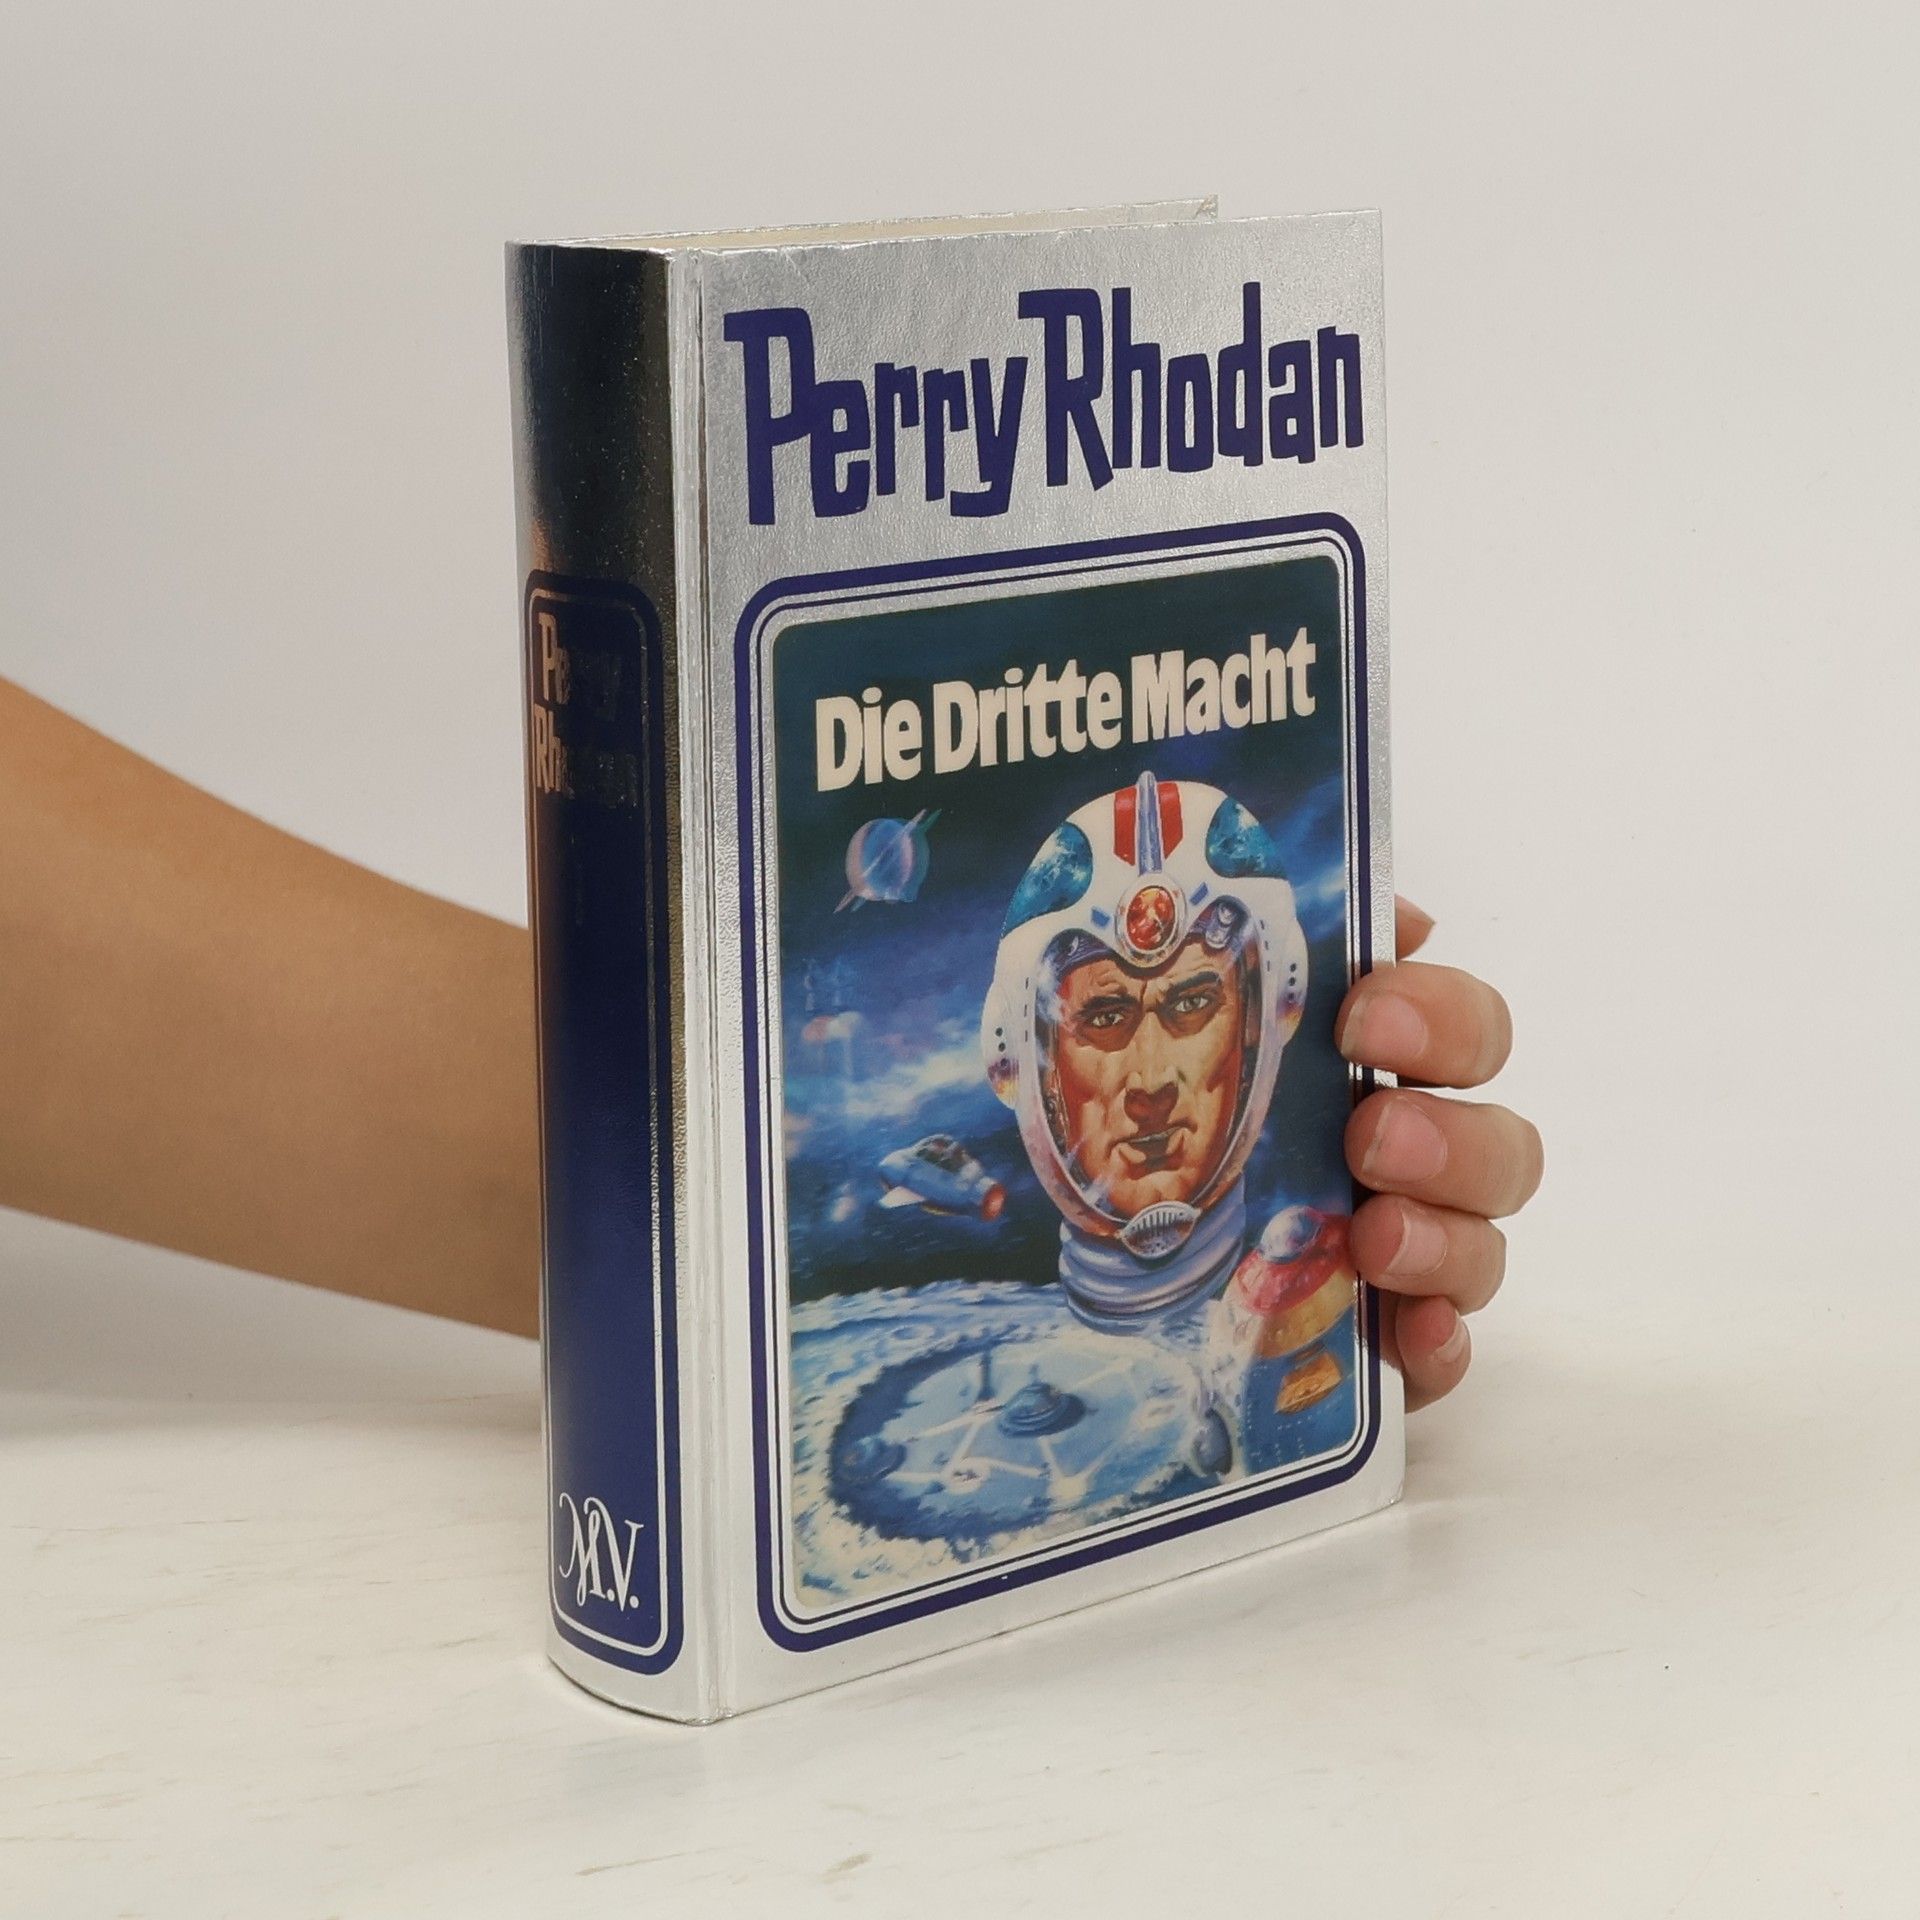 Perry Rhodan
Die Dritte Macht
Perry
Rhodan
M.V.